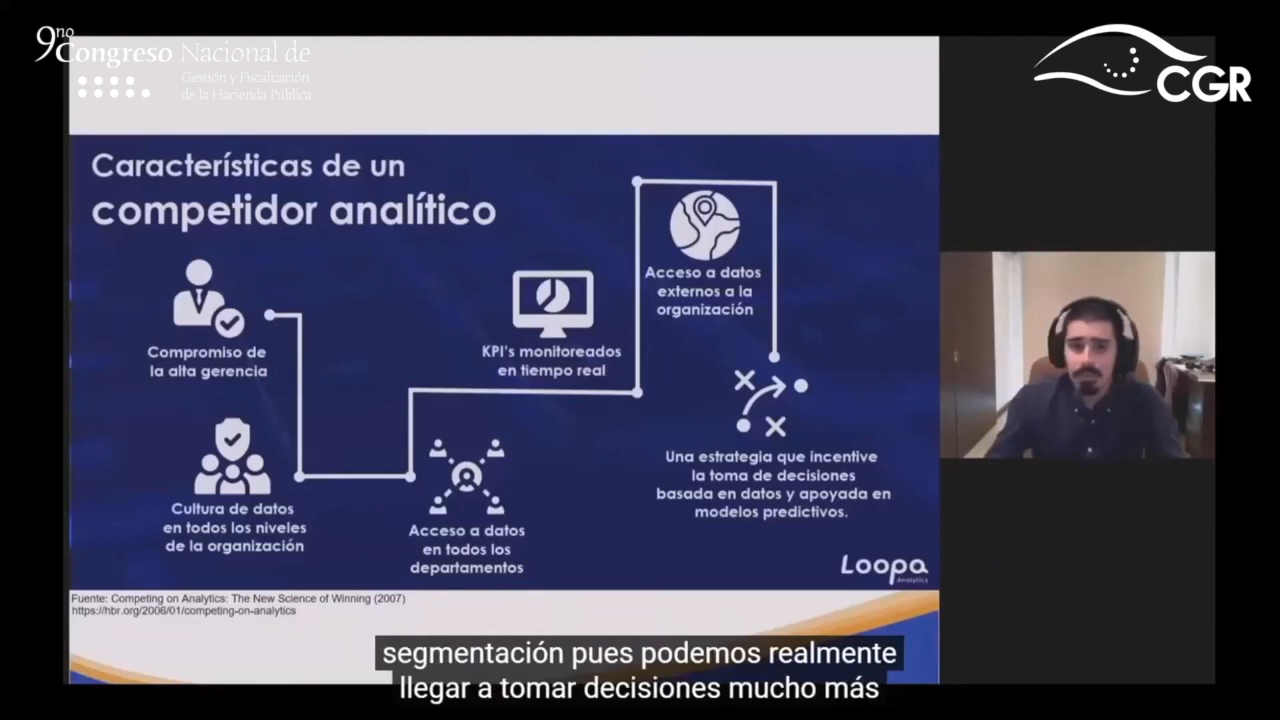 9no
Congreso Nacional de
Gestión y Fiscalización
de la Hacienda Pública
CGR
Características de un
competidor analítico
Compromiso de
la alta gerencia
Cultura de datos
en todos los niveles
de la organización
Acceso a datos
en todos los
departamentos
KPI's monitoreados
en tiempo real
Acceso a datos
externos a la
organización
Una estrategia que incentive
la toma de decisiones
basada en datos y apoyada en
modelos predictivos.
Loopa
Analytics
Fuente: Competing on Analytics: The New Science of Winning (2007)
https://hbr.org/2006/01/competing-on-analytics
segmentación pues podemos realmente
llegar a tomar decisiones mucho más